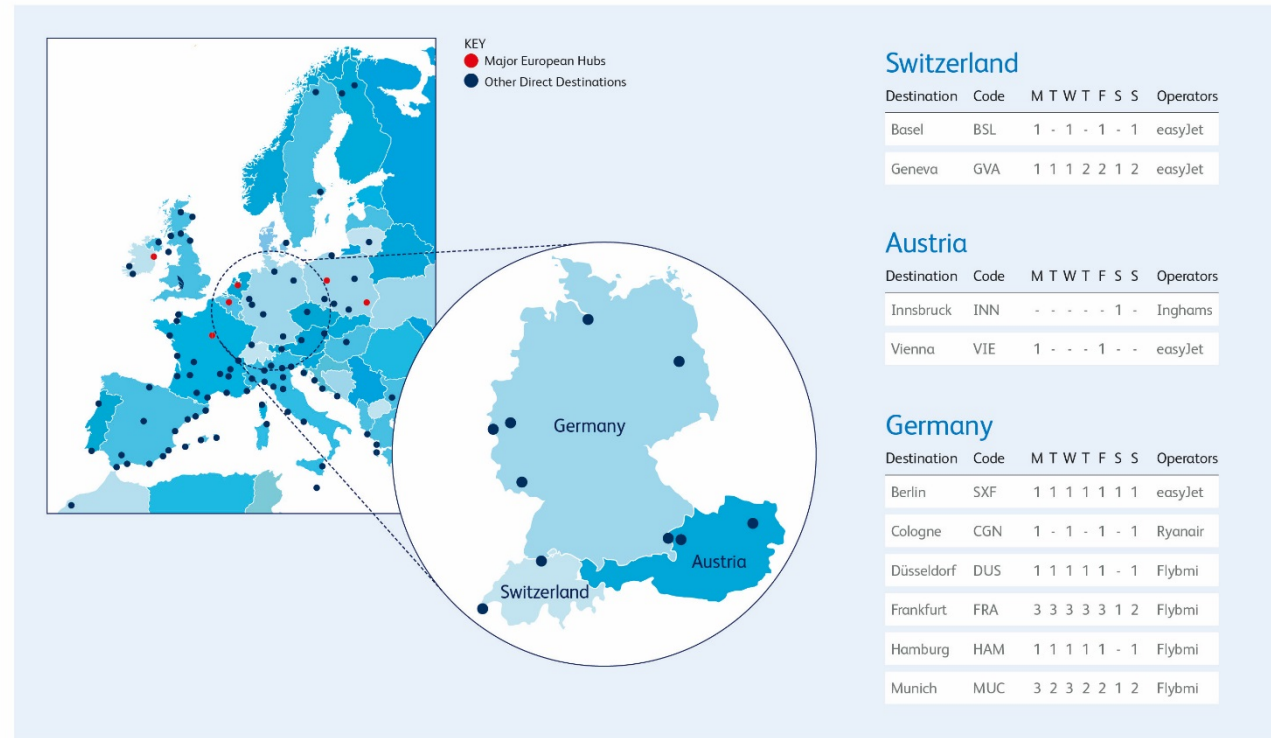 KEY
Major European Hubs
Other Direct Destinations
Germany
Austria
Switzerland
Switzerland
Destination Code M T W T F S S Operators
Basel BSL 1 - 1 - 1 - 1 easyJet
Geneva GVA 1 1 1 2 2 1 2 easyJet
Austria
Destination Code M T W T F S S Operators
Innsbruck INN - - - - - 1 - Inghams
Vienna VIE 1 - - - 1 - - easyJet
Germany
Destination Code M T W T F S S Operators
Berlin SXF 1 1 1 1 1 1 1 easyJet
Cologne CGN 1 - 1 - 1 - 1 Ryanair
Düsseldorf DUS 1 1 1 1 1 - 1 Flybmi
Frankfurt FRA 3 3 3 3 3 1 2 Flybmi
Hamburg HAM 1 1 1 1 1 - 1 Flybmi
Munich MUC 3 2 3 2 2 1 2 Flybmi